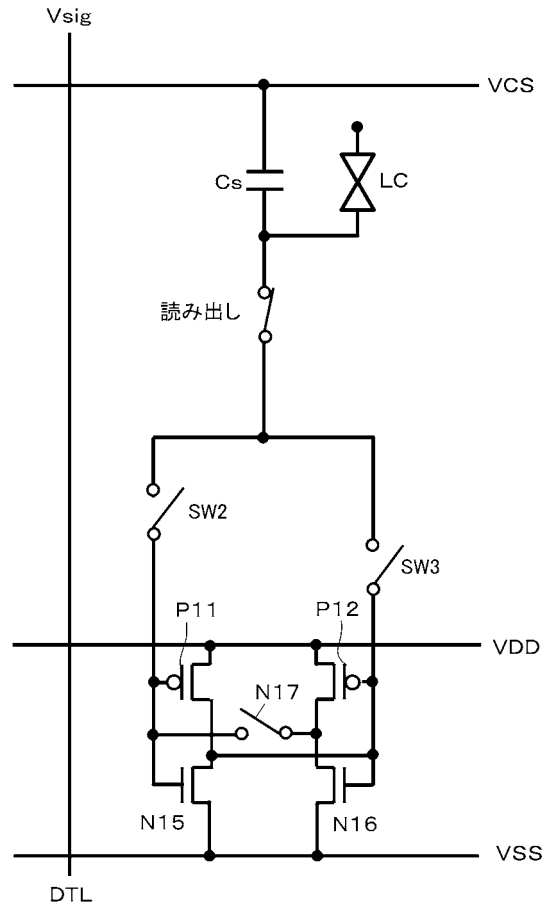 Vsig
VCS
Cs
LC
読み出し
SW2
SW3
P11
P12
VDD
N17
N15
N16
VSS
DTL